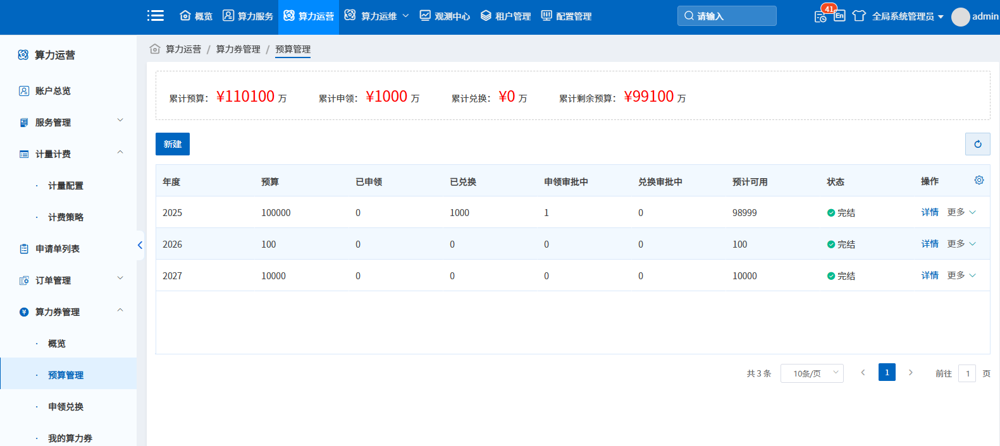 概览 算力服务 算力运营 算力运维 观测中心 租户管理 配置管理 请输入 41 En 全局系统管理员 admin
算力运营
账户总览
服务管理
计量计费
· 计量配置
· 计费策略
申请单列表
订单管理
算力券管理
· 概览
· 预算管理
· 申领兑换
· 我的算力券
算力运营 / 算力券管理 / 预算管理
累计预算： ¥110100 万 累计申领： ¥1000 万 累计兑换： ¥0 万 累计剩余预算： ¥99100 万
新建
年度 预算 已申领 已兑换 申领审批中 兑换审批中 预计可用 状态 操作
2025 100000 0 1000 1 0 98999 完结 详情 更多
2026 100 0 0 0 0 100 完结 详情 更多
2027 10000 0 0 0 0 10000 完结 详情 更多
共 3 条 10条/页 1 前往 1 页